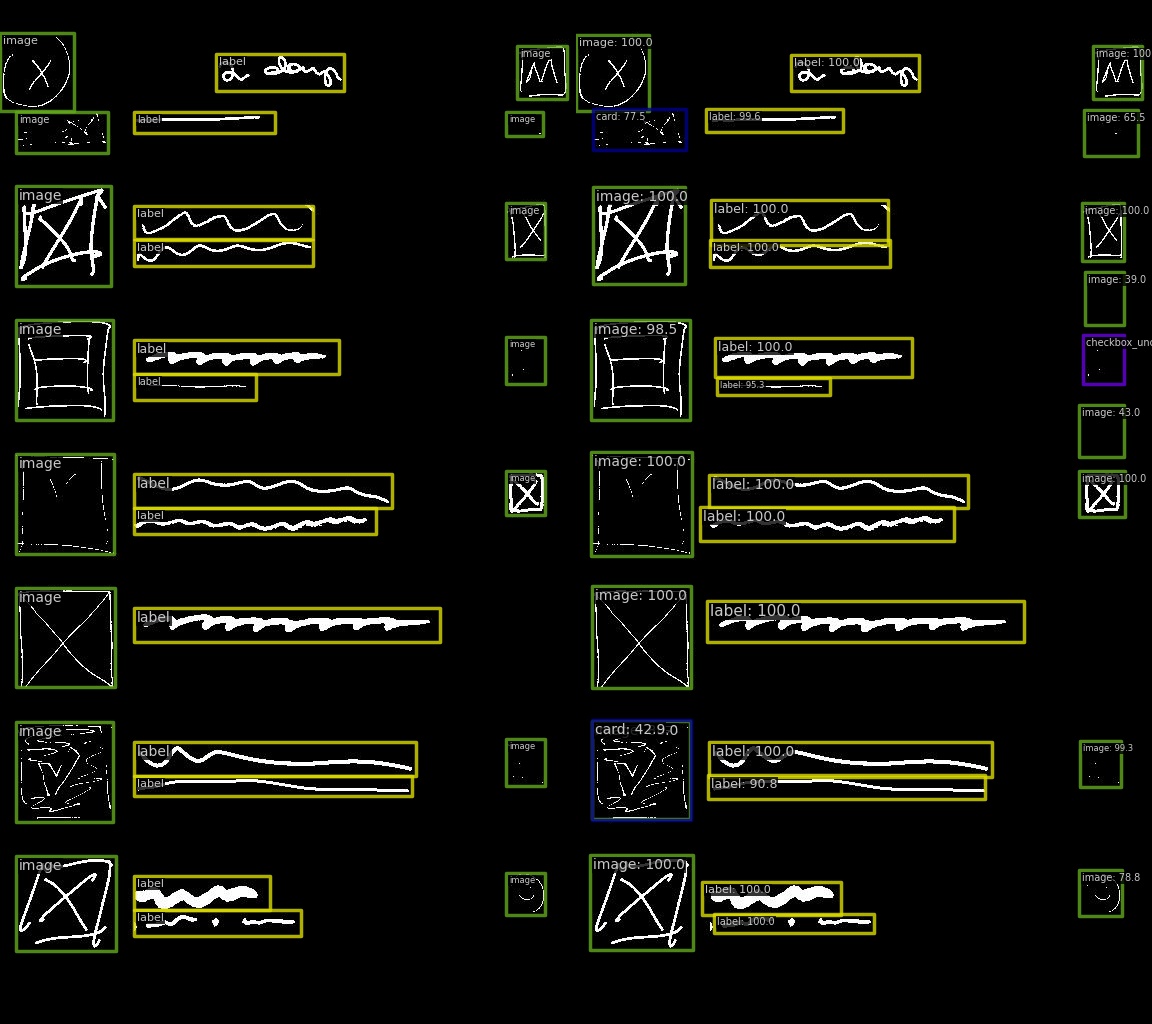 image label image image: 100.0 label: 100.0 image: 100
X M X M
image label image card: 77.5 label: 99.6 image: 65.5
image label image image: 100.0 label: 100.0 image: 100.0
label label: 100.0
image: 39.0
image label image image: 98.5 label: 100.0 checkbox_unc
label label: 95.3
image: 43.0
image label image image: 100.0 label: 100.0 image: 100.0
label label: 100.0
image label image: 100.0 label: 100.0
image label image card: 42.9.0 label: 100.0 image: 99.3
label label: 90.8
image label image image: 100.0 label: 100.0 image: 78.8
label label: 100.0